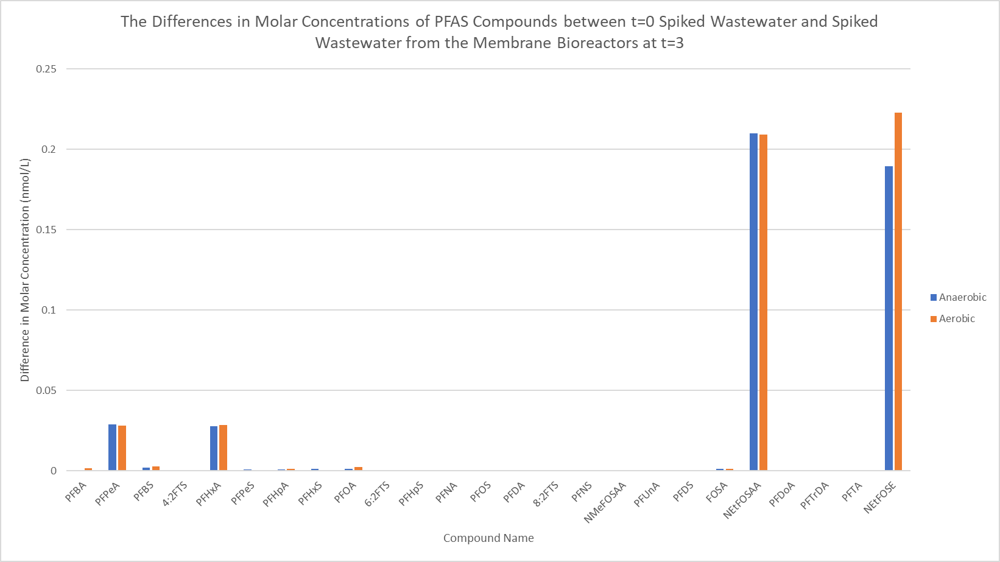 The Differences in Molar Concentrations of PFAS Compounds between t=0 Spiked Wastewater and Spiked
Wastewater from the Membrane Bioreactors at t=3
Difference in Molar Concentration (nmol/L)
0.25
0.2
0.15
0.1
0.05
0
PFBA
PFPeA
PFBS
4:2FTS
PFHxA
PFPeS
PFHpA
PFHxS
PFOA
6:2FTS
PFHpS
PFNA
PFOS
PFDA
8:2FTS
PFNS
NMeFOSAA
PFUnA
PFDS
FOSA
NEtFOSAA
PFDoA
PFTrDA
PFTA
NEtFOSE
Compound Name
Anaerobic
Aerobic